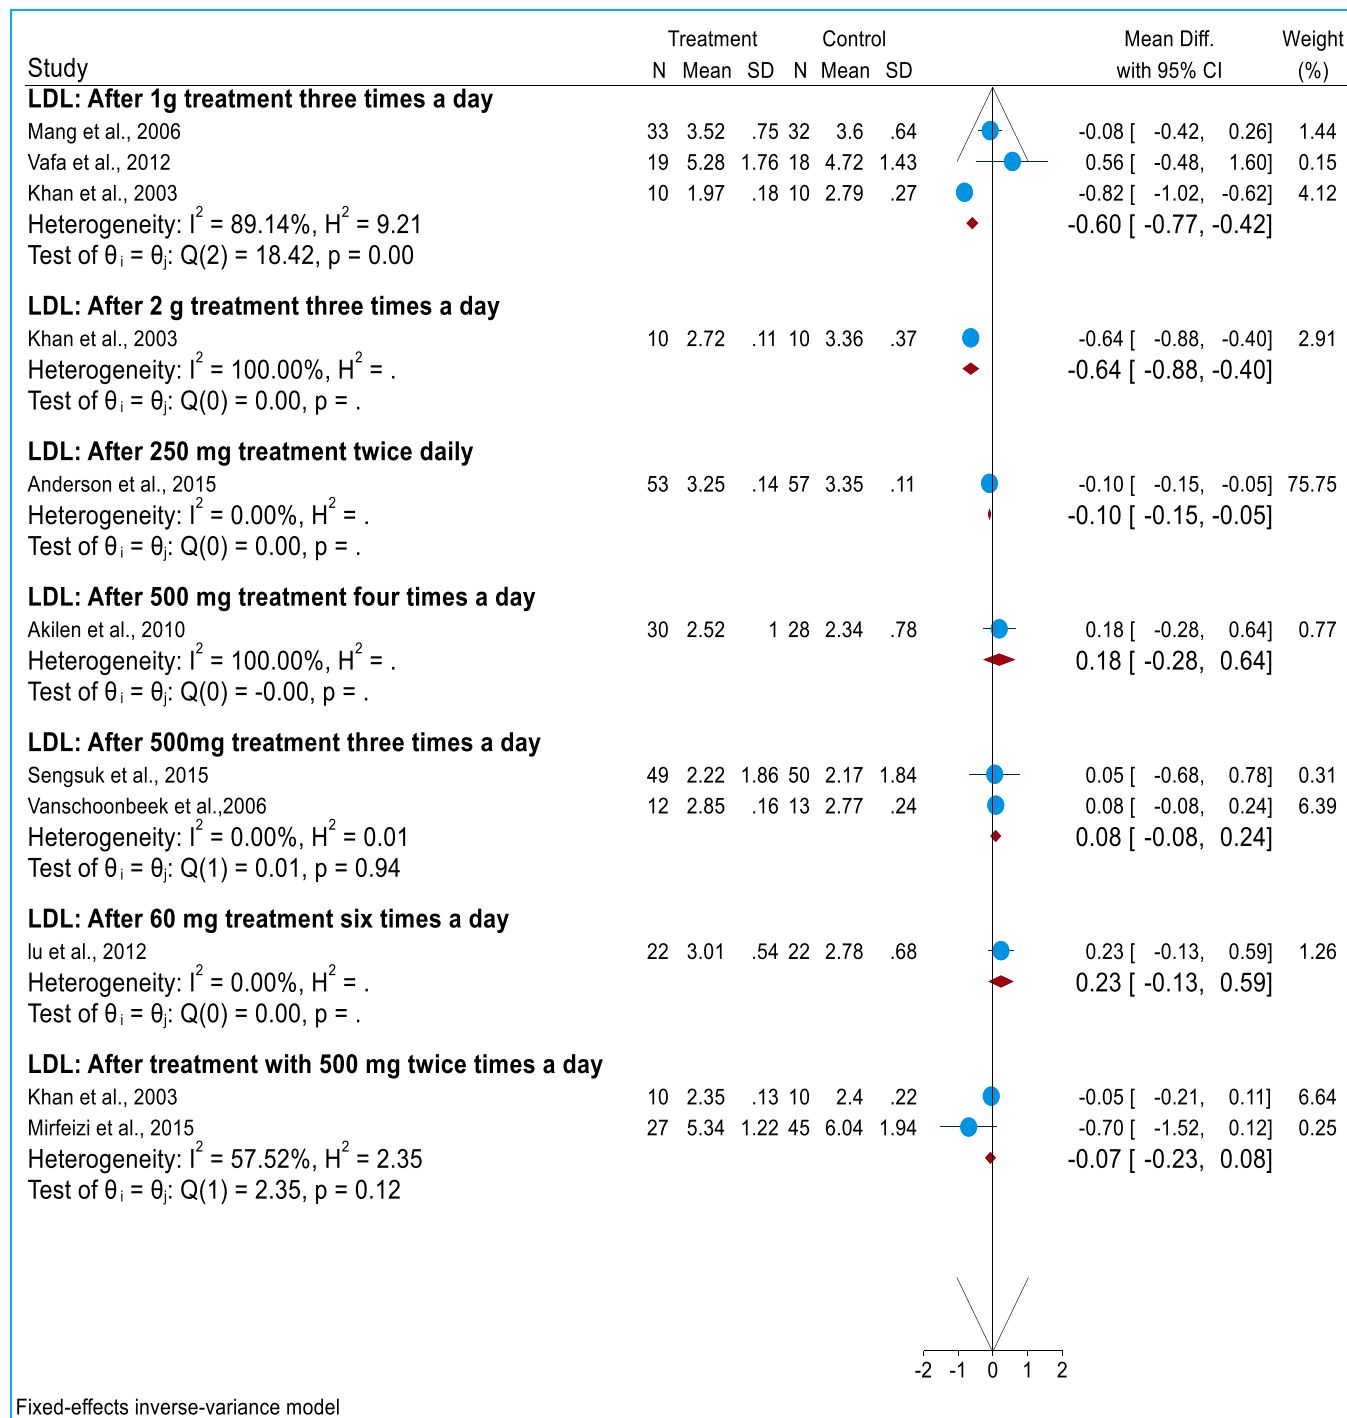 Treatment Control Mean Diff. Weight
Study N Mean SD N Mean SD with 95% CI (%)
LDL: After 1g treatment three times a day
Mang et al., 2006 33 3.52 .75 32 3.6 .64 -0.08 [ -0.42, 0.26] 1.44
Vafa et al., 2012 19 5.28 1.76 18 4.72 1.43 0.56 [ -0.48, 1.60] 0.15
Khan et al., 2003 10 1.97 .18 10 2.79 .27 -0.82 [ -1.02, -0.62] 4.12
Heterogeneity: I² = 89.14%, H² = 9.21 -0.60 [ -0.77, -0.42]
Test of θᵢ = θⱼ: Q(2) = 18.42, p = 0.00
LDL: After 2 g treatment three times a day
Khan et al., 2003 10 2.72 .11 10 3.36 .37 -0.64 [ -0.88, -0.40] 2.91
Heterogeneity: I² = 100.00%, H² = . -0.64 [ -0.88, -0.40]
Test of θᵢ = θⱼ: Q(0) = 0.00, p = .
LDL: After 250 mg treatment twice daily
Anderson et al., 2015 53 3.25 .14 57 3.35 .11 -0.10 [ -0.15, -0.05] 75.75
Heterogeneity: I² = 0.00%, H² = . -0.10 [ -0.15, -0.05]
Test of θᵢ = θⱼ: Q(0) = 0.00, p = .
LDL: After 500 mg treatment four times a day
Akilen et al., 2010 30 2.52 1 28 2.34 .78 0.18 [ -0.28, 0.64] 0.77
Heterogeneity: I² = 100.00%, H² = . 0.18 [ -0.28, 0.64]
Test of θᵢ = θⱼ: Q(0) = -0.00, p = .
LDL: After 500mg treatment three times a day
Sengsuk et al., 2015 49 2.22 1.86 50 2.17 1.84 0.05 [ -0.68, 0.78] 0.31
Vanschoonbeek et al.,2006 12 2.85 .16 13 2.77 .24 0.08 [ -0.08, 0.24] 6.39
Heterogeneity: I² = 0.00%, H² = 0.01 0.08 [ -0.08, 0.24]
Test of θᵢ = θⱼ: Q(1) = 0.01, p = 0.94
LDL: After 60 mg treatment six times a day
lu et al., 2012 22 3.01 .54 22 2.78 .68 0.23 [ -0.13, 0.59] 1.26
Heterogeneity: I² = 0.00%, H² = . 0.23 [ -0.13, 0.59]
Test of θᵢ = θⱼ: Q(0) = 0.00, p = .
LDL: After treatment with 500 mg twice times a day
Khan et al., 2003 10 2.35 .13 10 2.4 .22 -0.05 [ -0.21, 0.11] 6.64
Mirfeizi et al., 2015 27 5.34 1.22 45 6.04 1.94 -0.70 [ -1.52, 0.12] 0.25
Heterogeneity: I² = 57.52%, H² = 2.35 -0.07 [ -0.23, 0.08]
Test of θᵢ = θⱼ: Q(1) = 2.35, p = 0.12
-2 -1 0 1 2
Fixed-effects inverse-variance model